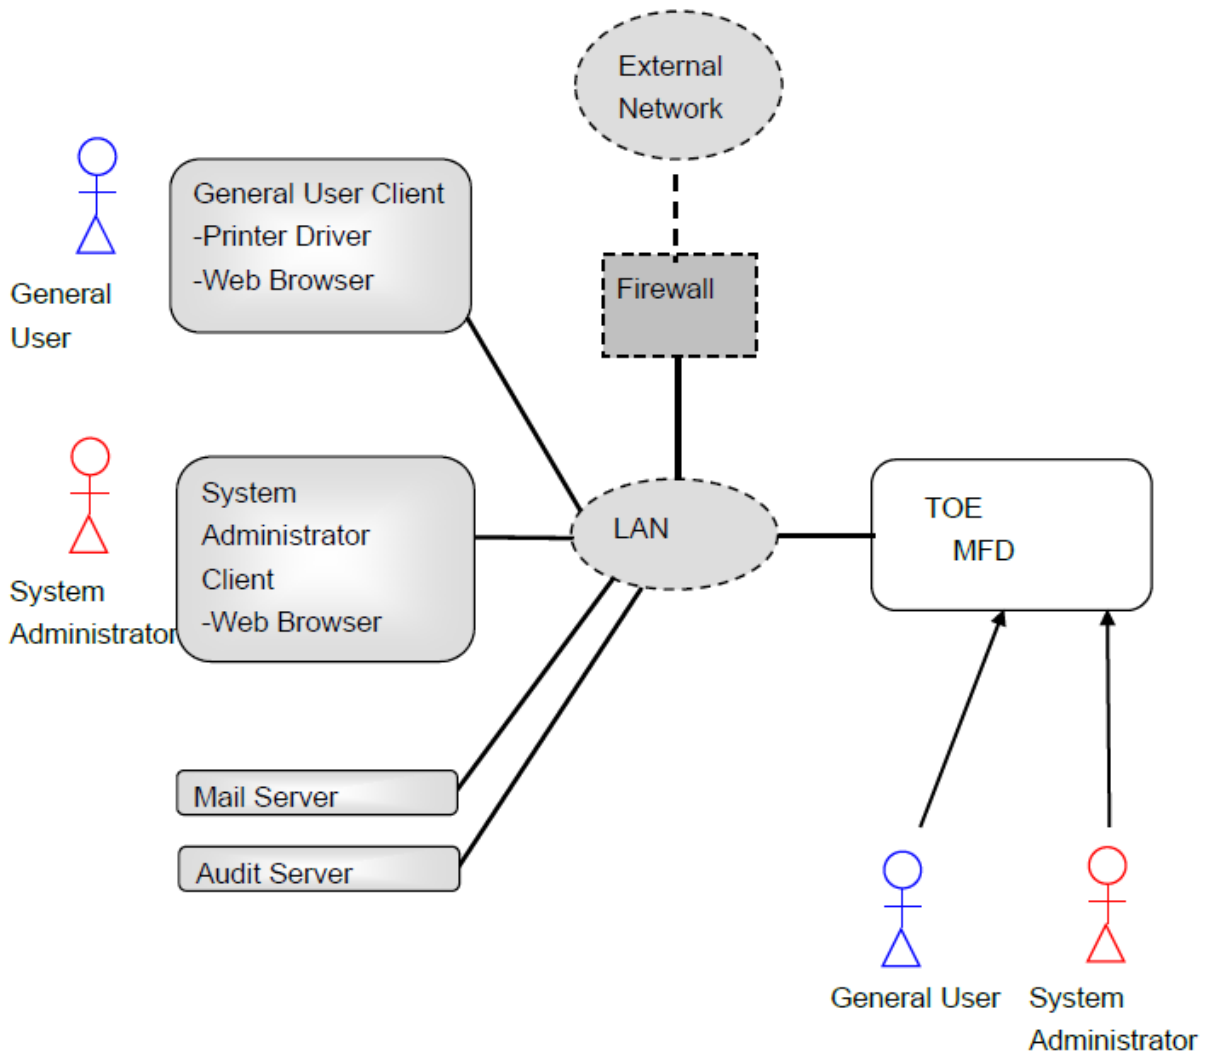 External
Network
General User Client
-Printer Driver
-Web Browser
General
User
Firewall
System
Administrator
Client
-Web Browser
System
Administrator
LAN
TOE
MFD
Mail Server
Audit Server
General User
System
Administrator